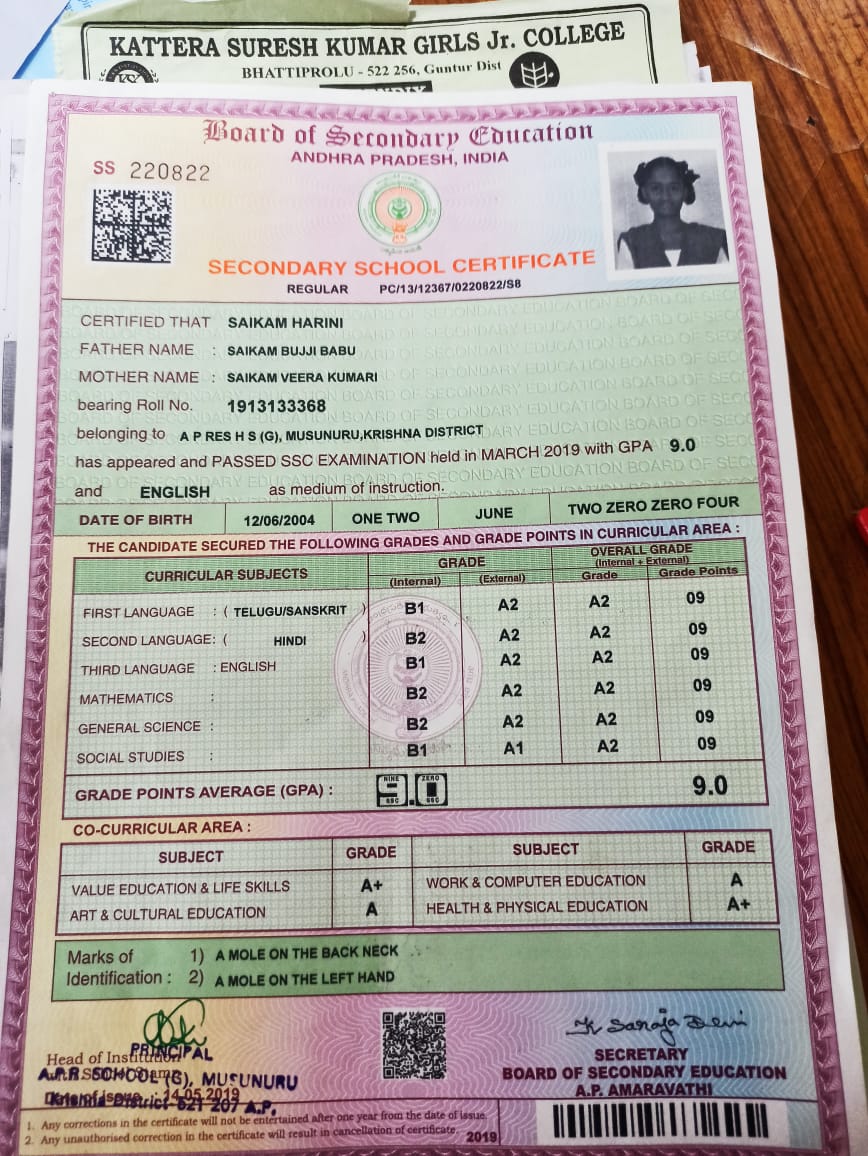 KATTERA SURESH KUMAR GIRLS Jr. COLLEGE
BHATTIPROLU - 522 256, Guntur Dist
Board of Secondary Education
ANDHRA PRADESH, INDIA
SS 220822
SECONDARY SCHOOL CERTIFICATE
REGULAR PC/13/12367/0220822/S8
CERTIFIED THAT SAIKAM HARINI
FATHER NAME : SAIKAM BUJJI BABU
MOTHER NAME : SAIKAM VEERA KUMARI
bearing Roll No. 1913133368
belonging to A P RES H S (G), MUSUNURU,KRISHNA DISTRICT
has appeared and PASSED SSC EXAMINATION held in MARCH 2019 with GPA 9.0
and ENGLISH as medium of instruction.
DATE OF BIRTH 12/06/2004 ONE TWO JUNE TWO ZERO ZERO FOUR
THE CANDIDATE SECURED THE FOLLOWING GRADES AND GRADE POINTS IN CURRICULAR AREA :
CURRICULAR SUBJECTS GRADE OVERALL GRADE
(Internal + External)
(Internal) (External) Grade Grade Points
FIRST LANGUAGE : ( TELUGU/SANSKRIT ) B1 A2 A2 09
SECOND LANGUAGE: ( HINDI ) B2 A2 A2 09
THIRD LANGUAGE : ENGLISH B1 A2 A2 09
MATHEMATICS : B2 A2 A2 09
GENERAL SCIENCE : B2 A2 A2 09
SOCIAL STUDIES : B1 A1 A2 09
GRADE POINTS AVERAGE (GPA) : NINE 9 SSC . ZERO 0 SSC 9.0
CO-CURRICULAR AREA :
SUBJECT GRADE SUBJECT GRADE
VALUE EDUCATION & LIFE SKILLS A+ WORK & COMPUTER EDUCATION A
ART & CULTURAL EDUCATION A HEALTH & PHYSICAL EDUCATION A+
Marks of 1) A MOLE ON THE BACK NECK
Identification : 2) A MOLE ON THE LEFT HAND
K Saroja Devi
Head of Institution
PRINCIPAL
A.P.R SCHOOL (G), MUSUNURU
Date of Issue : 14.05.2019
Krishna District-521 207 A.P.
SECRETARY
BOARD OF SECONDARY EDUCATION
A.P. AMARAVATHI
1. Any corrections in the certificate will not be entertained after one year from the date of issue.
2. Any unauthorised correction in the certificate will result in cancellation of certificate. 2019